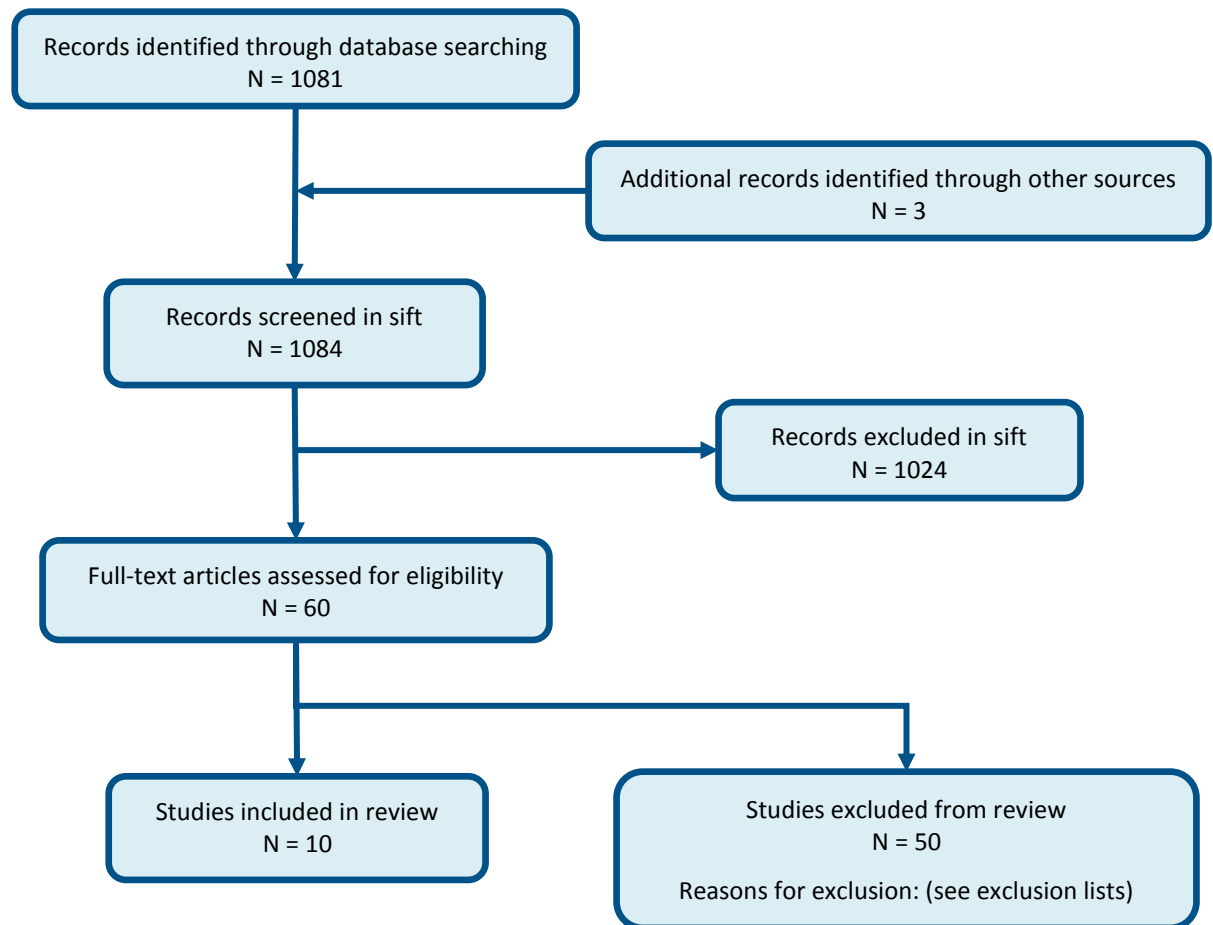 Records identified through database searching
N = 1081
Additional records identified through other sources
N = 3
Records screened in sift
N = 1084
Records excluded in sift
N = 1024
Full-text articles assessed for eligibility
N = 60
Studies included in review
N = 10
Studies excluded from review
N = 50
Reasons for exclusion: (see exclusion lists)